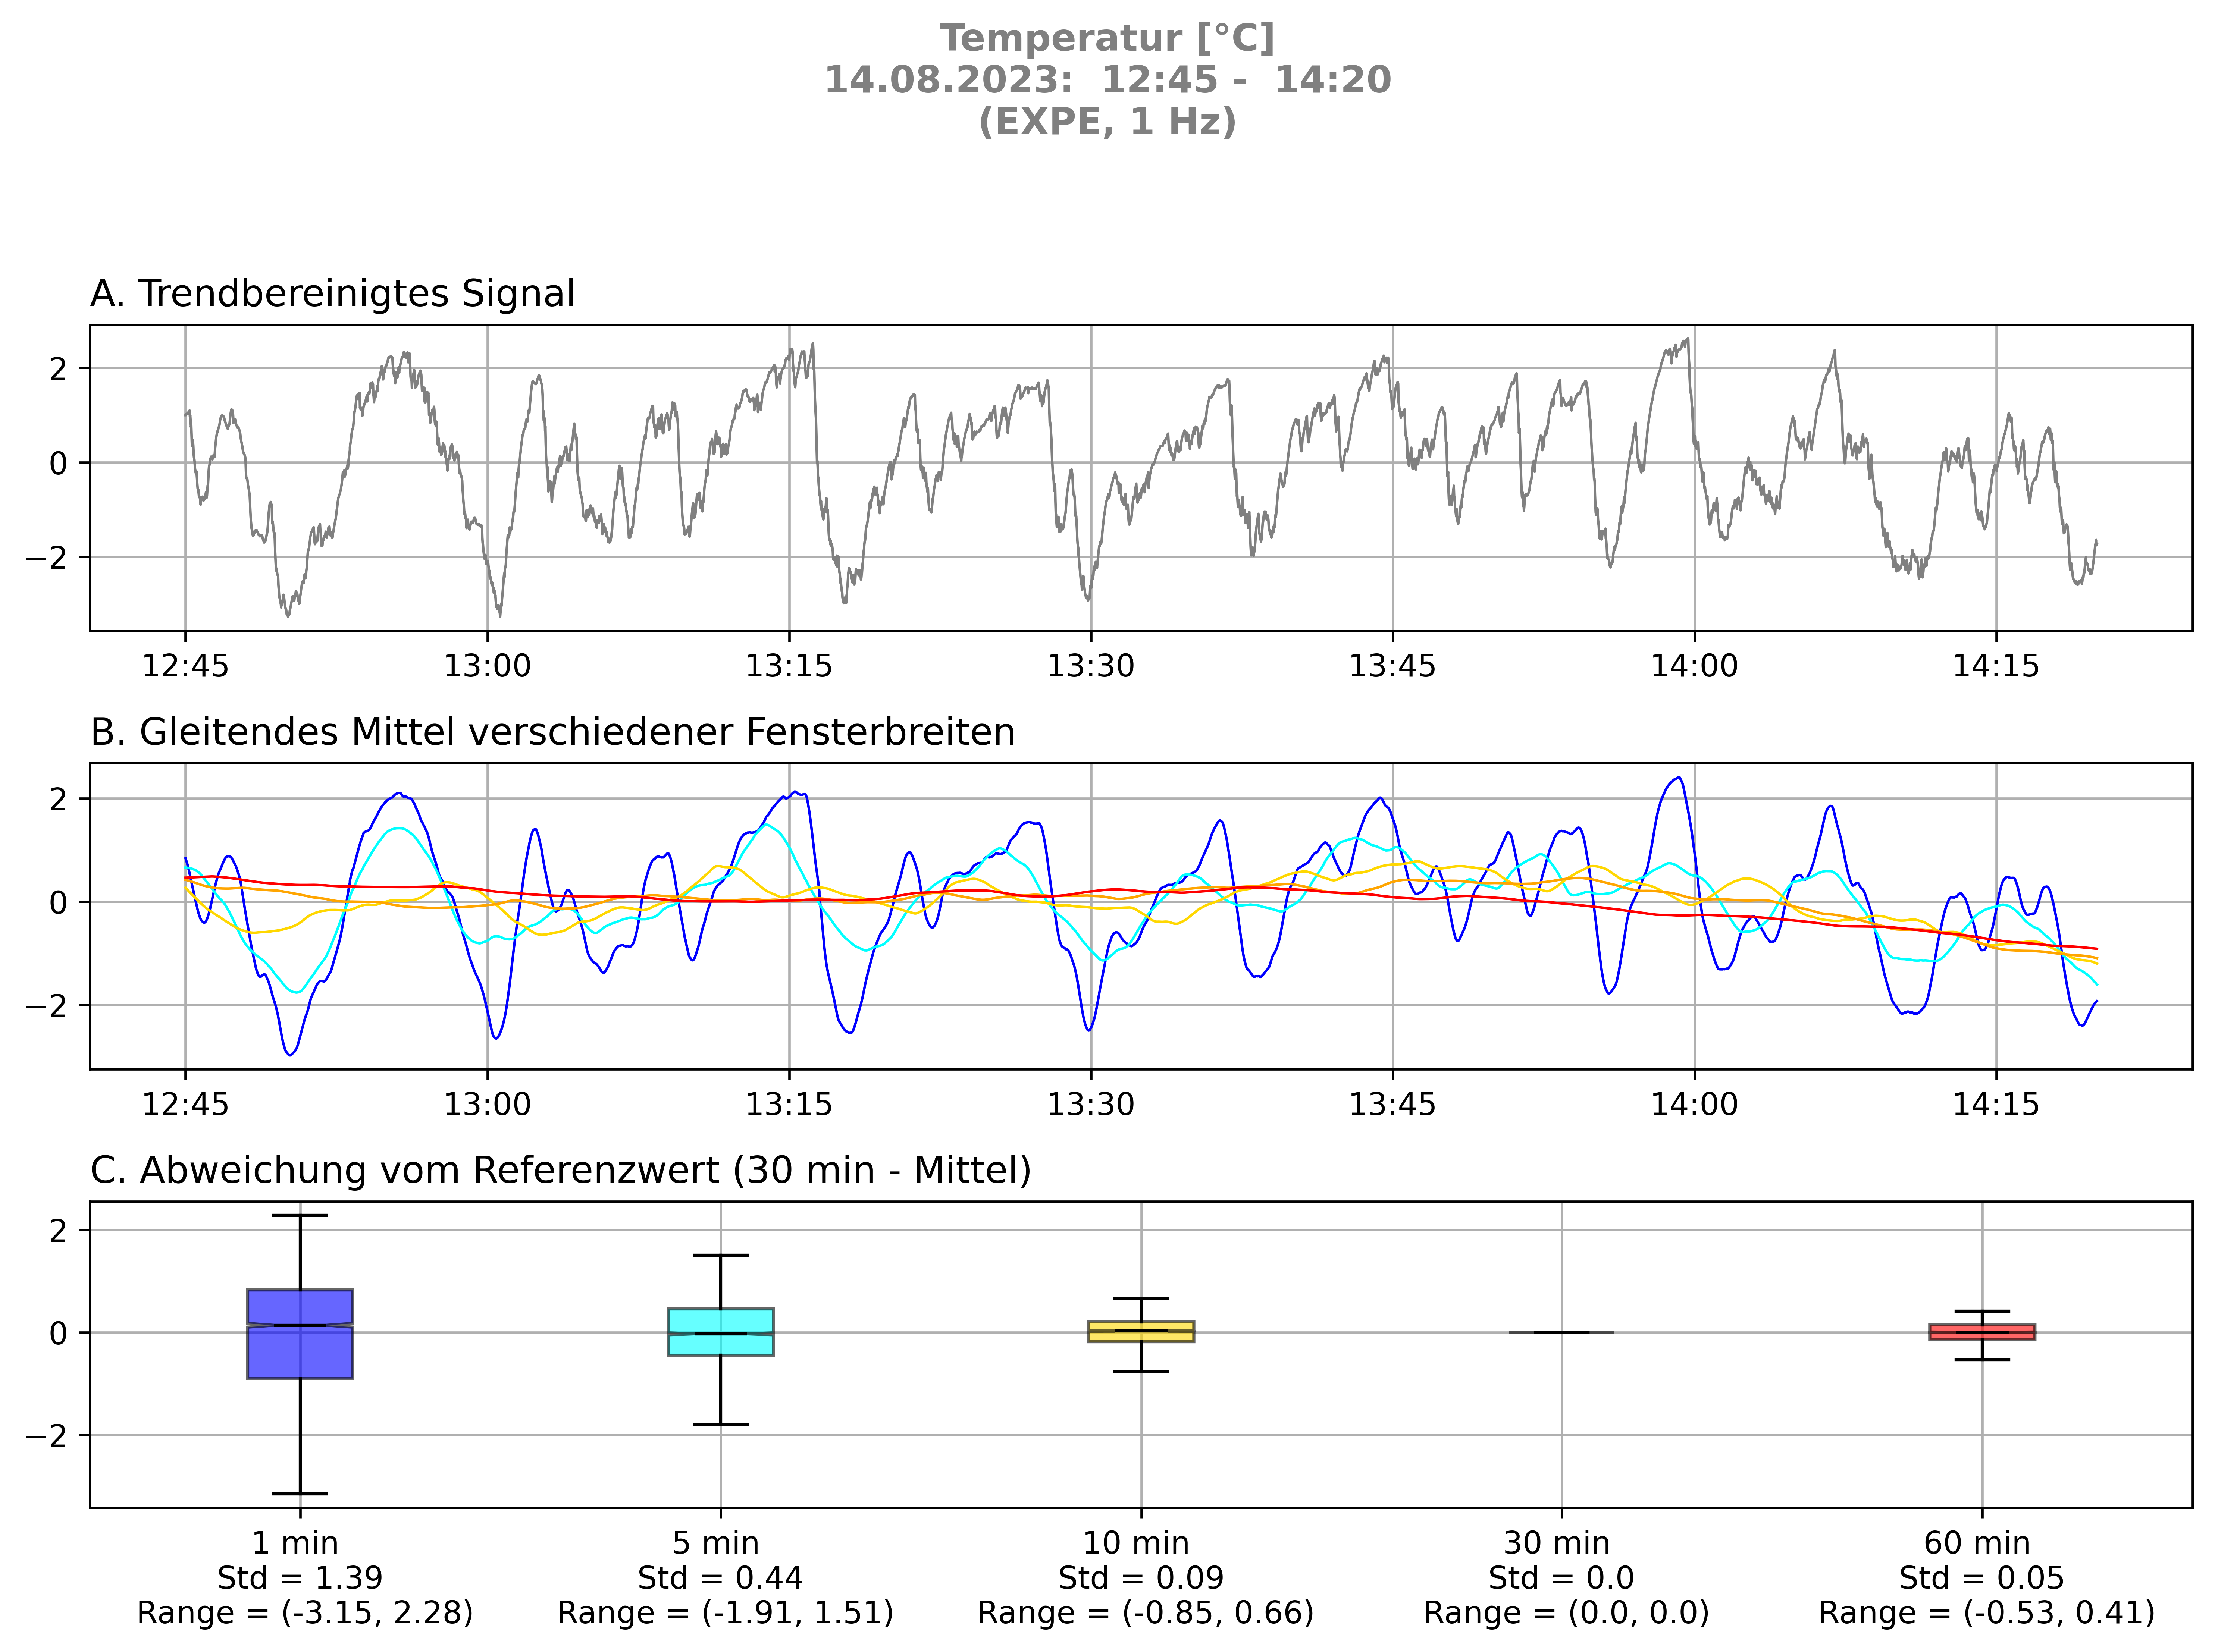 Temperatur [°C]
14.08.2023:  12:45 -  14:20
(EXPE, 1 Hz)
A. Trendbereinigtes Signal
2
0
−2
12:45 13:00 13:15 13:30 13:45 14:00 14:15
B. Gleitendes Mittel verschiedener Fensterbreiten
2
0
−2
12:45 13:00 13:15 13:30 13:45 14:00 14:15
C. Abweichung vom Referenzwert (30 min - Mittel)
2
0
−2
1 min 5 min 10 min 30 min 60 min
Std = 1.39 Std = 0.44 Std = 0.09 Std = 0.0 Std = 0.05
Range = (-3.15, 2.28) Range = (-1.91, 1.51) Range = (-0.85, 0.66) Range = (0.0, 0.0) Range = (-0.53, 0.41)